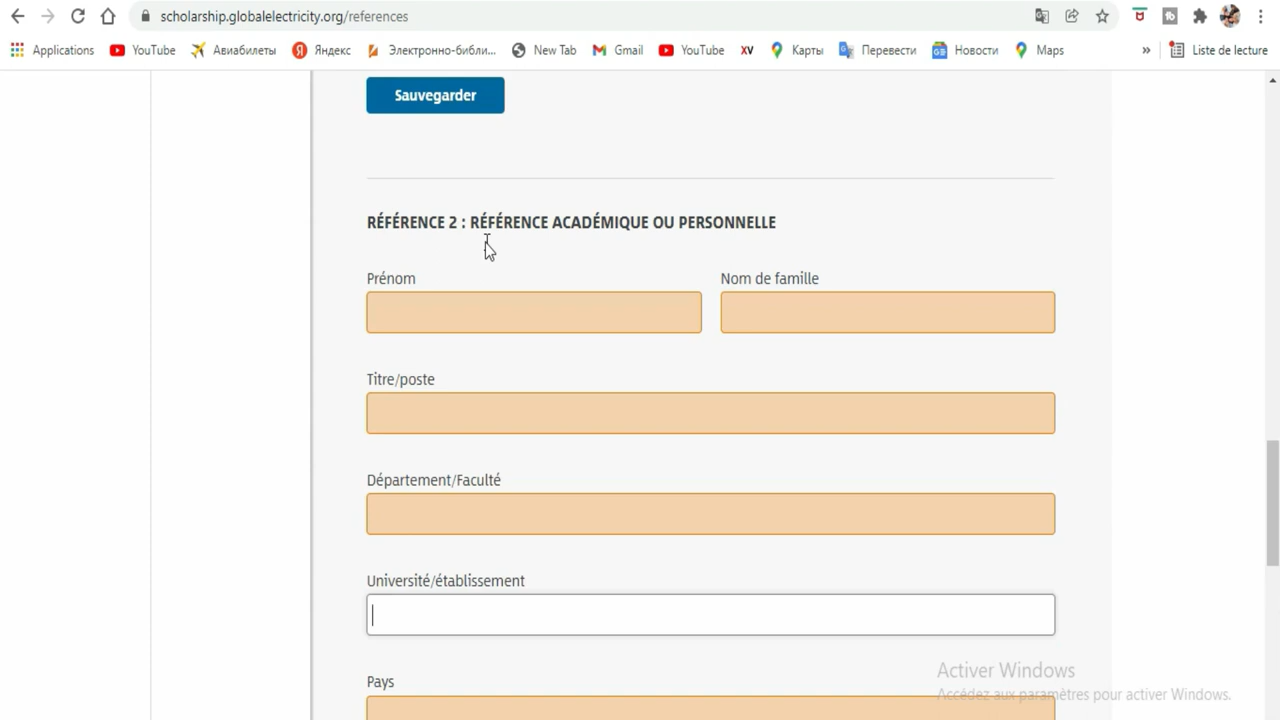 scholarship.globalelectricity.org/references
Applications YouTube Авиабилеты Яндекс Электронно-библи... New Tab Gmail YouTube XV Карты Перевести Новости Maps » Liste de lecture
Sauvegarder
RÉFÉRENCE 2 : RÉFÉRENCE ACADÉMIQUE OU PERSONNELLE
Prénom Nom de famille
Titre/poste
Département/Faculté
Université/établissement
Pays
Activer Windows
Accédez aux paramètres pour activer Windows.